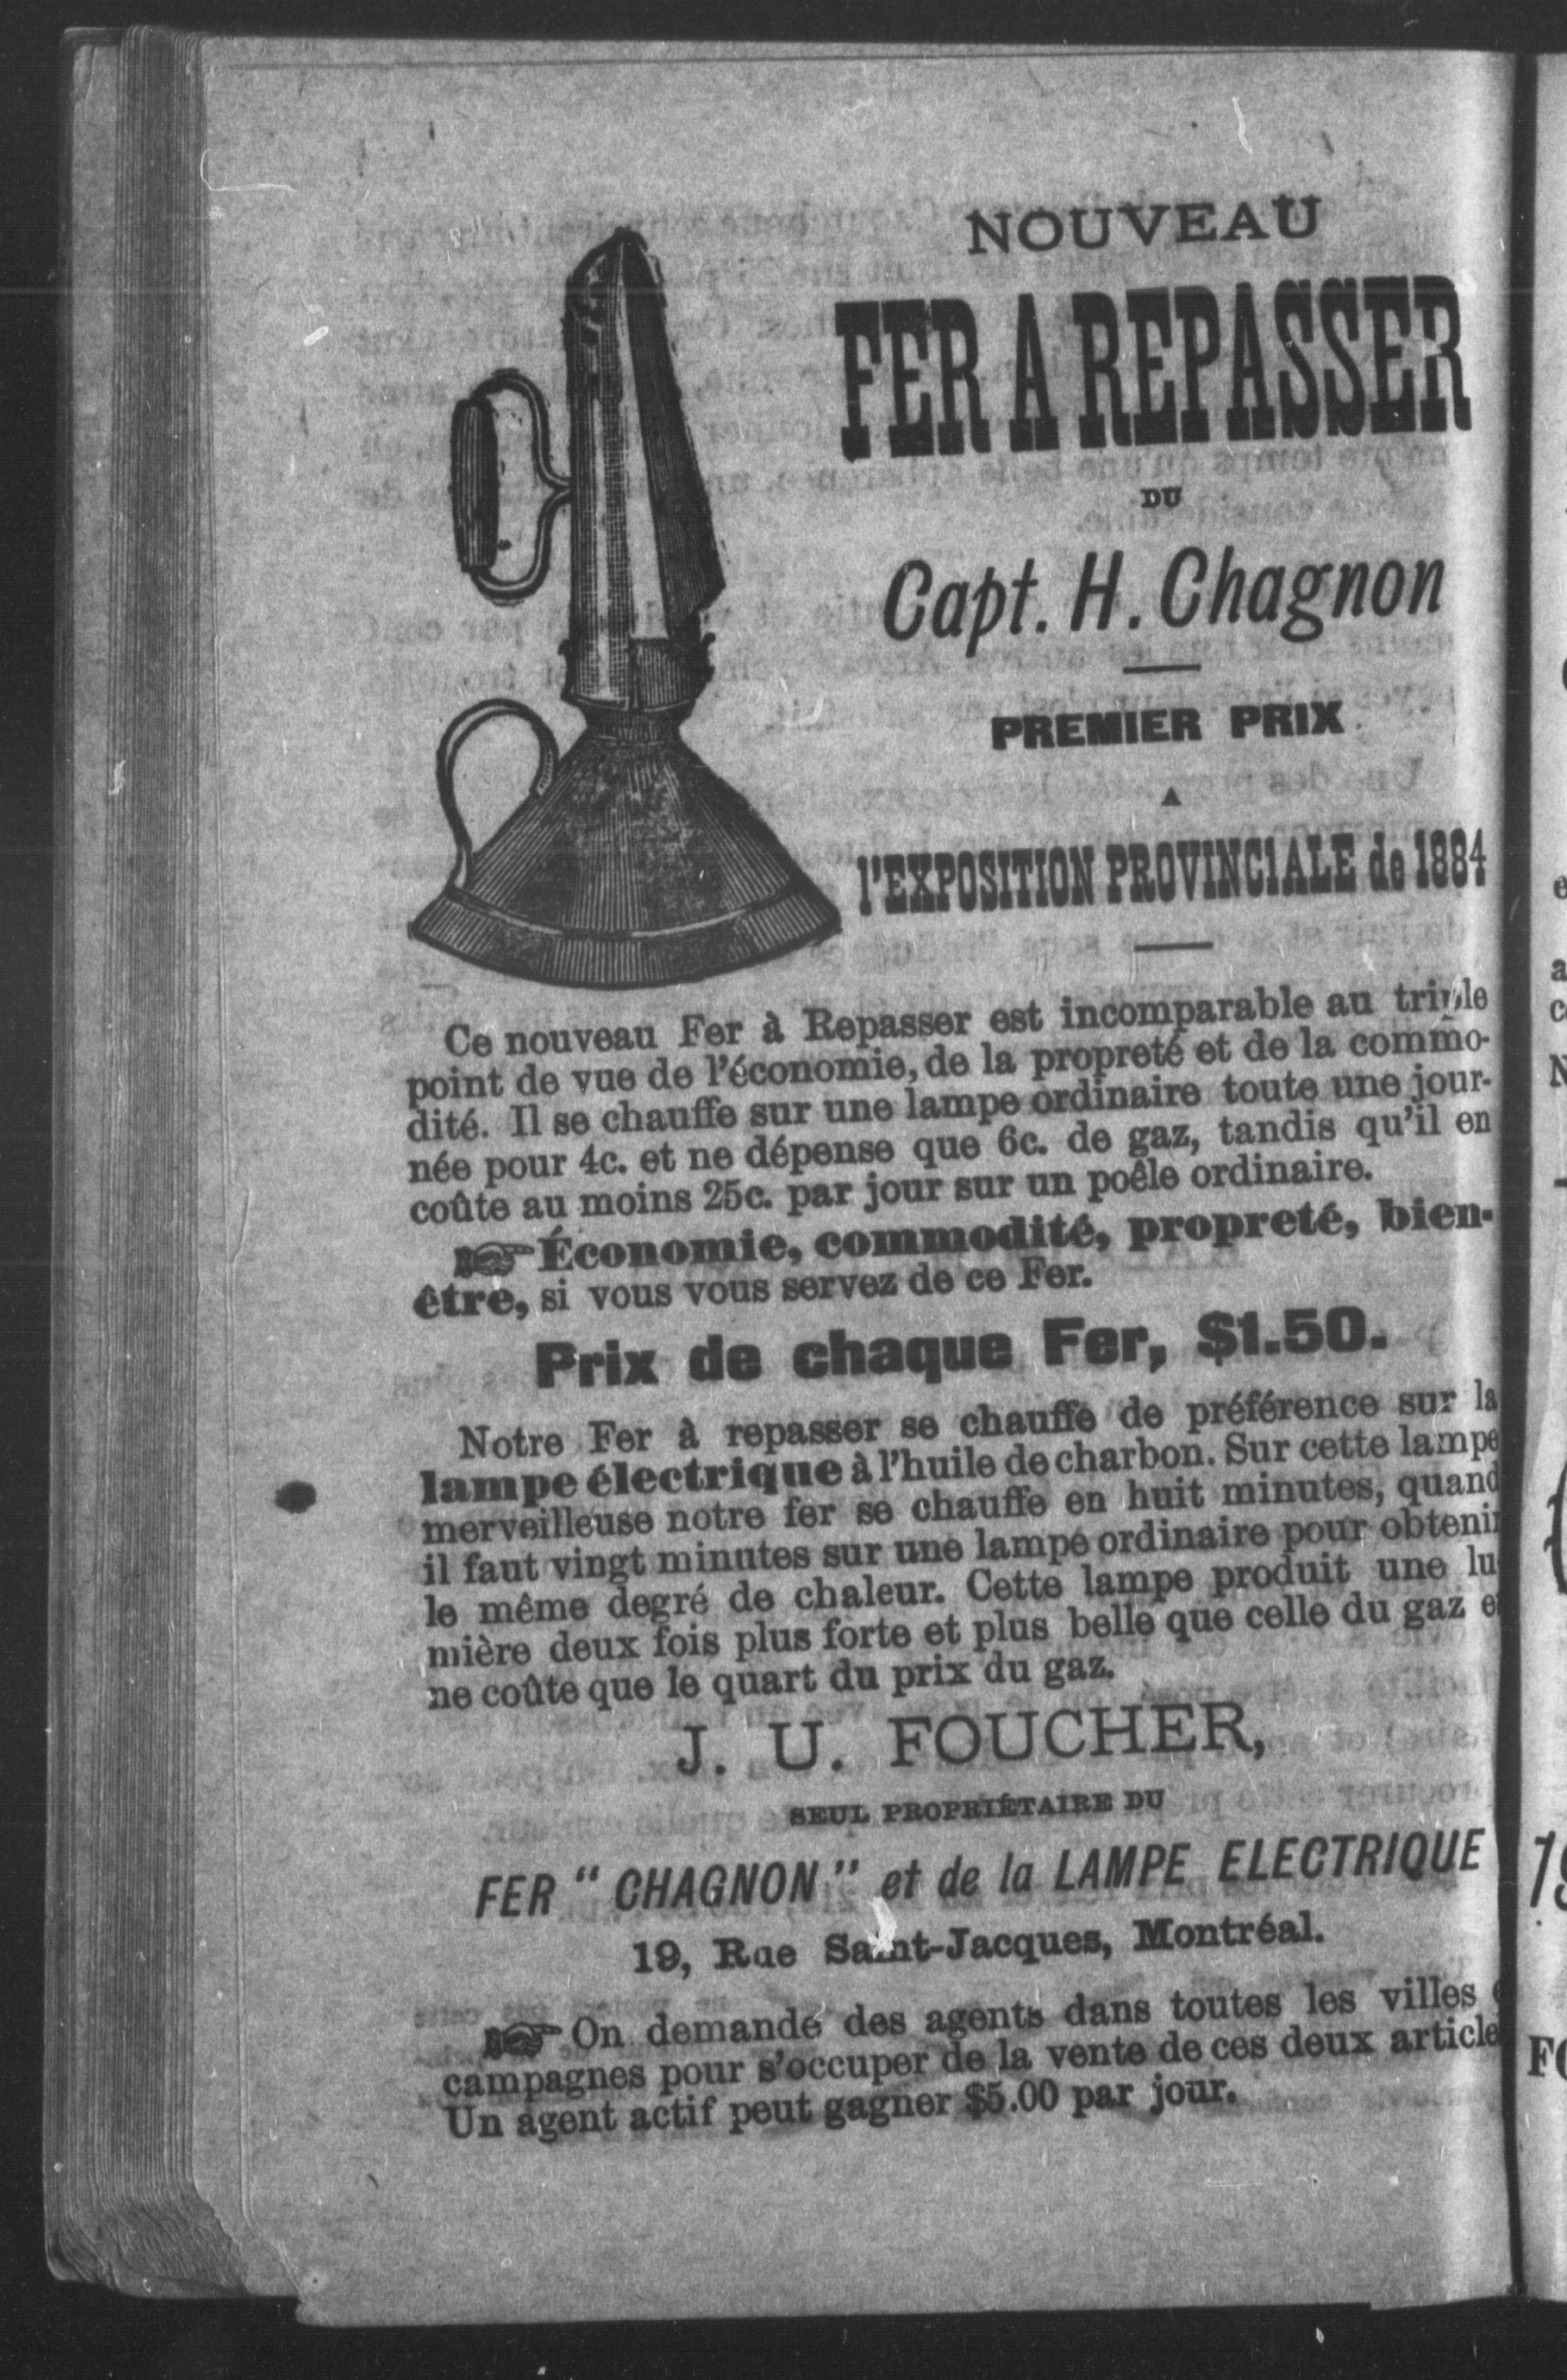 NOUVEAU
FER A REPASSER
DU
Capt. H. Chagnon
PREMIER PRIX
A
l'EXPOSITION PROVINCIALE de 1884
Ce nouveau Fer à Repasser est incomparable au triple
point de vue de l'économie, de la propreté et de la commo-
dité. Il se chauffe sur une lampe ordinaire toute une jour-
née pour 4c. et ne dépense que 6c. de gaz, tandis qu'il en
coûte au moins 25c. par jour sur un poêle ordinaire.
☞ Économie, commodité, propreté, bien-
être, si vous vous servez de ce Fer.
Prix de chaque Fer, $1.50.
Notre Fer à repasser se chauffe de préférence sur la
lampe électrique à l'huile de charbon. Sur cette lampe
merveilleuse notre fer se chauffe en huit minutes, quand
il faut vingt minutes sur une lampe ordinaire pour obtenir
le même degré de chaleur. Cette lampe produit une lu
mière deux fois plus forte et plus belle que celle du gaz e
ne coûte que le quart du prix du gaz.
J. U. FOUCHER,
SEUL PROPRIÉTAIRE DU
FER "CHAGNON" et de la LAMPE ELECTRIQUE
19, Rue Saint-Jacques, Montréal.
☞ On demande des agents dans toutes les villes
campagnes pour s'occuper de la vente de ces deux article
Un agent actif peut gagner $5.00 par jour.